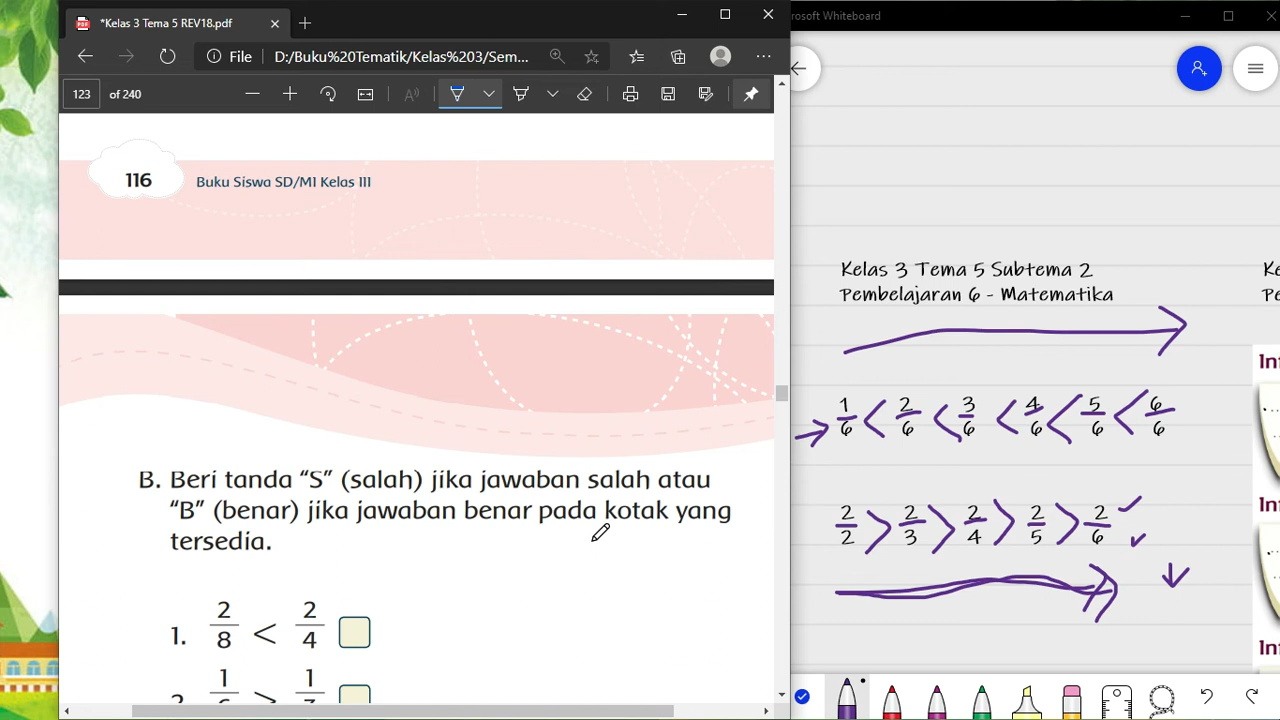 *Kelas 3 Tema 5 REV18.pdf
rosoft Whiteboard
File
D:/Buku%20Tematik/Kelas%203/Sem...
123 of 240
116
Buku Siswa SD/MI Kelas III
B. Beri tanda “S” (salah) jika jawaban salah atau
“B” (benar) jika jawaban benar pada kotak yang
tersedia.
1. 2/8 < 2/4
Kelas 3 Tema 5 Subtema 2
Pembelajaran 6 - Matematika
1/6 < 2/6 < 3/6 < 4/6 < 5/6 < 6/6
2/2 > 2/3 > 2/4 > 2/5 > 2/6